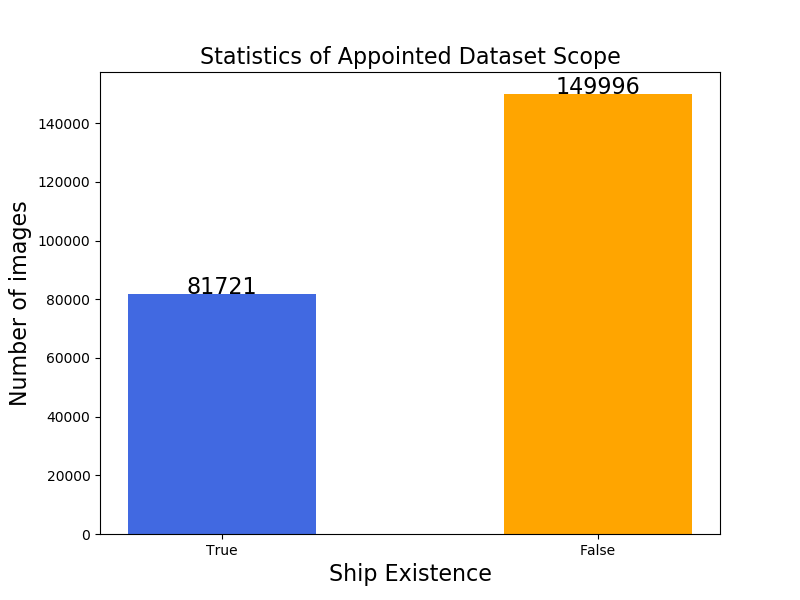 Statistics of Appointed Dataset Scope
149996
81721
140000
120000
100000
80000
60000
40000
20000
0
Number of images
True
False
Ship Existence